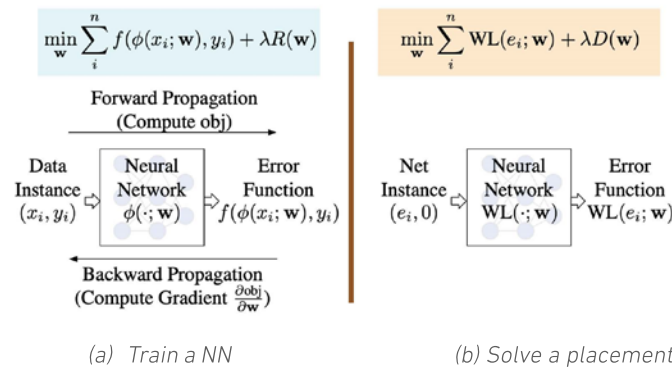 min_w Σ_i^n f(φ(x_i; w), y_i) + λR(w)
Forward Propagation
(Compute obj)
Data
Instance
(x_i, y_i)
Neural
Network
φ(·; w)
Error
Function
f(φ(x_i; w), y_i)
Backward Propagation
(Compute Gradient ∂obj/∂w)
(a) Train a NN
min_w Σ_i^n WL(e_i; w) + λD(w)
Net
Instance
(e_i, 0)
Neural
Network
WL(·; w)
Error
Function
WL(e_i; w)
(b) Solve a placement